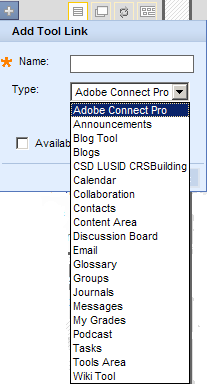 Add Tool Link
Name:
Type: Adobe Connect Pro
Adobe Connect Pro
Announcements
Blog Tool
Blogs
CSD LUSID CRSBuilding
Calendar
Collaboration
Contacts
Content Area
Discussion Board
Email
Glossary
Groups
Journals
Messages
My Grades
Podcast
Tasks
Tools Area
Wiki Tool